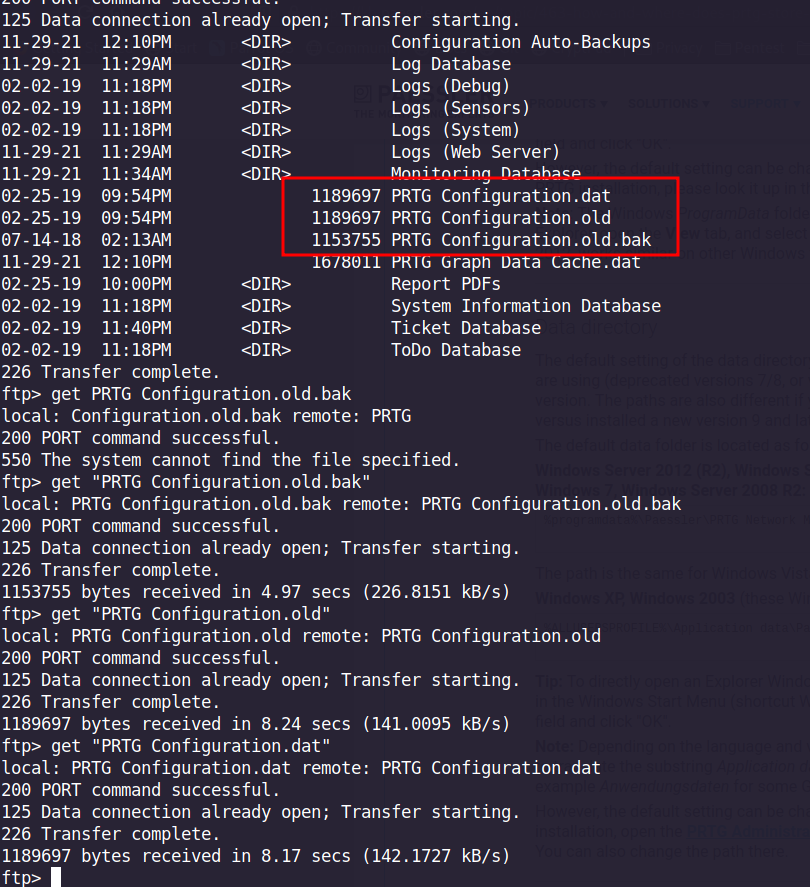 200 PORT command successful.
125 Data connection already open; Transfer starting.
11-29-21  12:10PM       <DIR>          Configuration Auto-Backups
11-29-21  11:29AM       <DIR>          Log Database
02-02-19  11:18PM       <DIR>          Logs (Debug)
02-02-19  11:18PM       <DIR>          Logs (Sensors)
02-02-19  11:18PM       <DIR>          Logs (System)
11-29-21  11:29AM       <DIR>          Logs (Web Server)
11-29-21  11:34AM       <DIR>          Monitoring Database
02-25-19  09:54PM              1189697 PRTG Configuration.dat
02-25-19  09:54PM              1189697 PRTG Configuration.old
07-14-18  02:13AM              1153755 PRTG Configuration.old.bak
11-29-21  12:10PM              1678011 PRTG Graph Data Cache.dat
02-25-19  10:00PM       <DIR>          Report PDFs
02-02-19  11:18PM       <DIR>          System Information Database
02-02-19  11:40PM       <DIR>          Ticket Database
02-02-19  11:18PM       <DIR>          ToDo Database
226 Transfer complete.
ftp> get PRTG Configuration.old.bak
local: Configuration.old.bak remote: PRTG
200 PORT command successful.
550 The system cannot find the file specified.
ftp> get "PRTG Configuration.old.bak"
local: PRTG Configuration.old.bak remote: PRTG Configuration.old.bak
200 PORT command successful.
125 Data connection already open; Transfer starting.
226 Transfer complete.
1153755 bytes received in 4.97 secs (226.8151 kB/s)
ftp> get "PRTG Configuration.old"
local: PRTG Configuration.old remote: PRTG Configuration.old
200 PORT command successful.
125 Data connection already open; Transfer starting.
226 Transfer complete.
1189697 bytes received in 8.24 secs (141.0095 kB/s)
ftp> get "PRTG Configuration.dat"
local: PRTG Configuration.dat remote: PRTG Configuration.dat
200 PORT command successful.
125 Data connection already open; Transfer starting.
226 Transfer complete.
1189697 bytes received in 8.17 secs (142.1727 kB/s)
ftp>